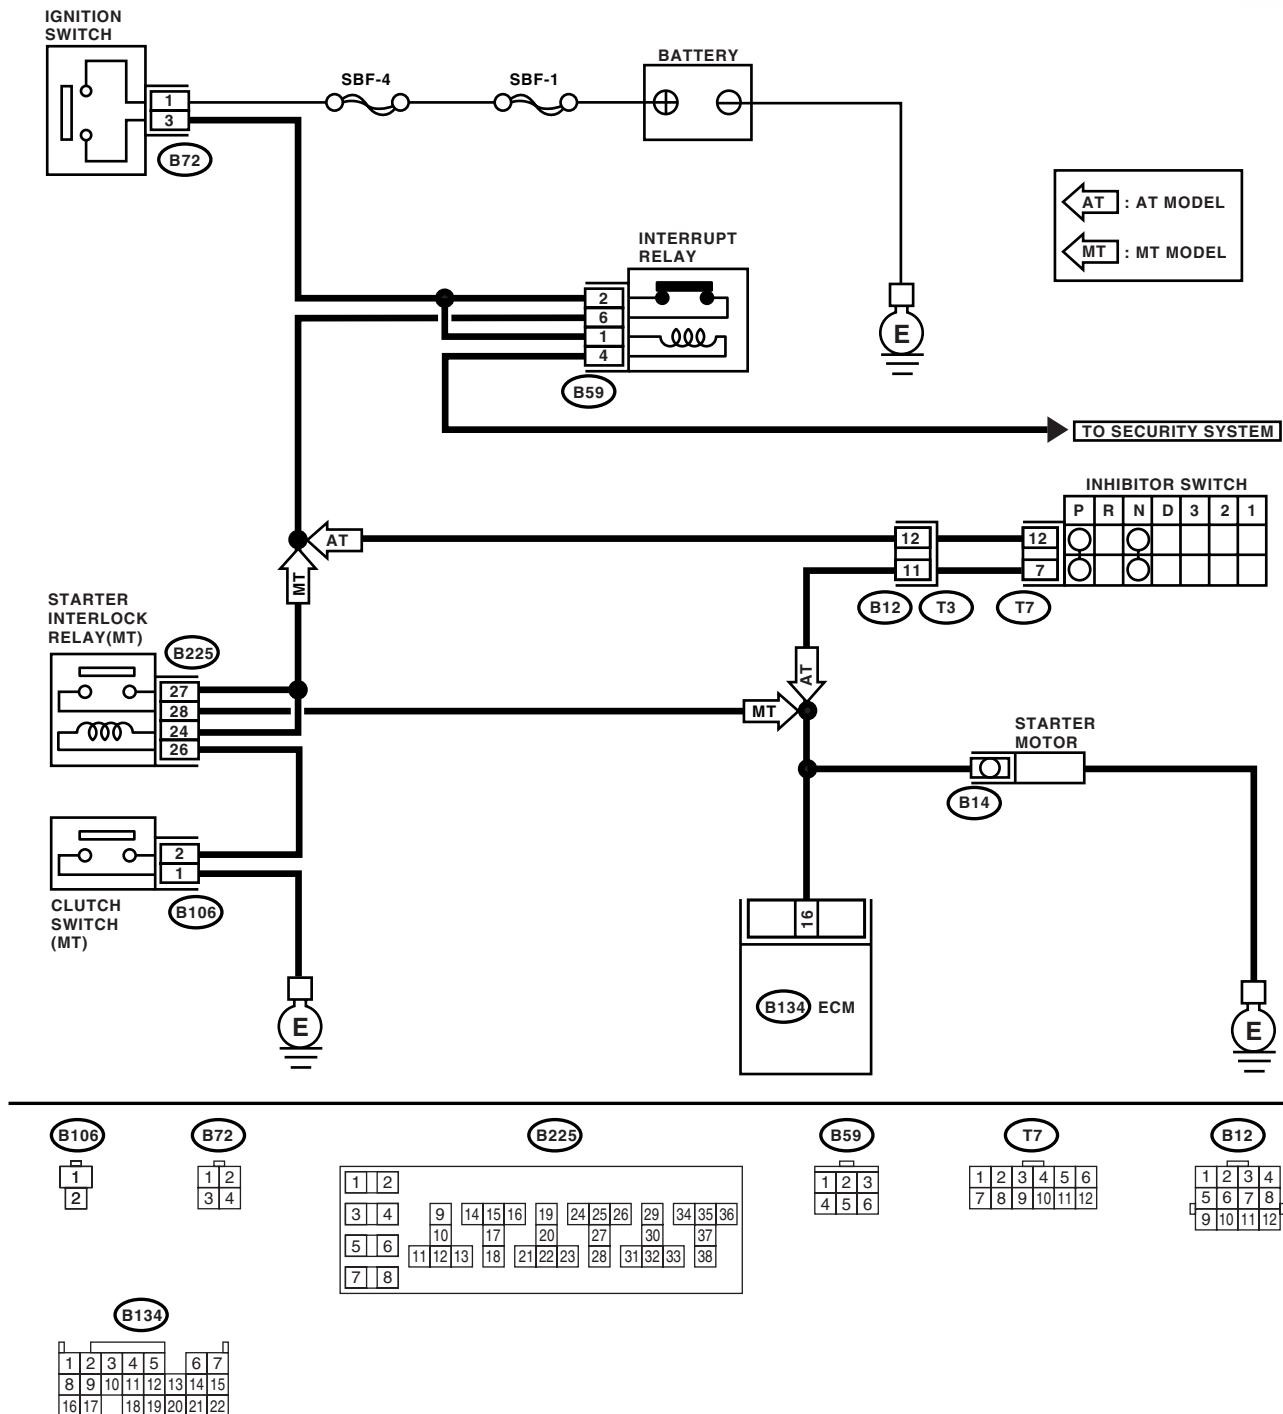 IGNITION
SWITCH
SBF-4
SBF-1
BATTERY
1
3
B72
AT : AT MODEL
MT : MT MODEL
INTERRUPT
RELAY
2
6
1
4
B59
E
TO SECURITY SYSTEM
INHIBITOR SWITCH
P R N D 3 2 1
AT
12
12
11
7
B12 T3 T7
MT
STARTER
INTERLOCK
RELAY(MT)
B225
27
28
24
26
AT
MT
STARTER
MOTOR
B14
2
1
CLUTCH
SWITCH
(MT)
B106
16
B134 ECM
E
E
B106 B72 B225 B59 T7 B12
1
2
1 2
3 4
1 2
3 4 9 14 15 16 19 24 25 26 29 34 35 36
10 17 20 27 30 37
5 6
11 12 13 18 21 22 23 28 31 32 33 38
7 8
1 2 3
4 5 6
1 2 3 4 5 6
7 8 9 10 11 12
1 2 3 4
5 6 7 8
9 10 11 12
B134
1 2 3 4 5 6 7
8 9 10 11 12 13 14 15
16 17 18 19 20 21 22